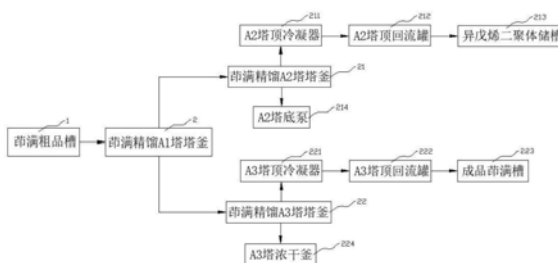 211
212
213
A2塔顶冷凝器
A2塔顶回流罐
异戊烯二聚体储槽
21
茚满精馏A2塔塔釜
214
A2塔底泵
1
2
茚满粗品槽
茚满精馏A1塔塔釜
221
222
223
A3塔顶冷凝器
A3塔顶回流罐
成品茚满槽
22
茚满精馏A3塔塔釜
224
A3塔浓干釜